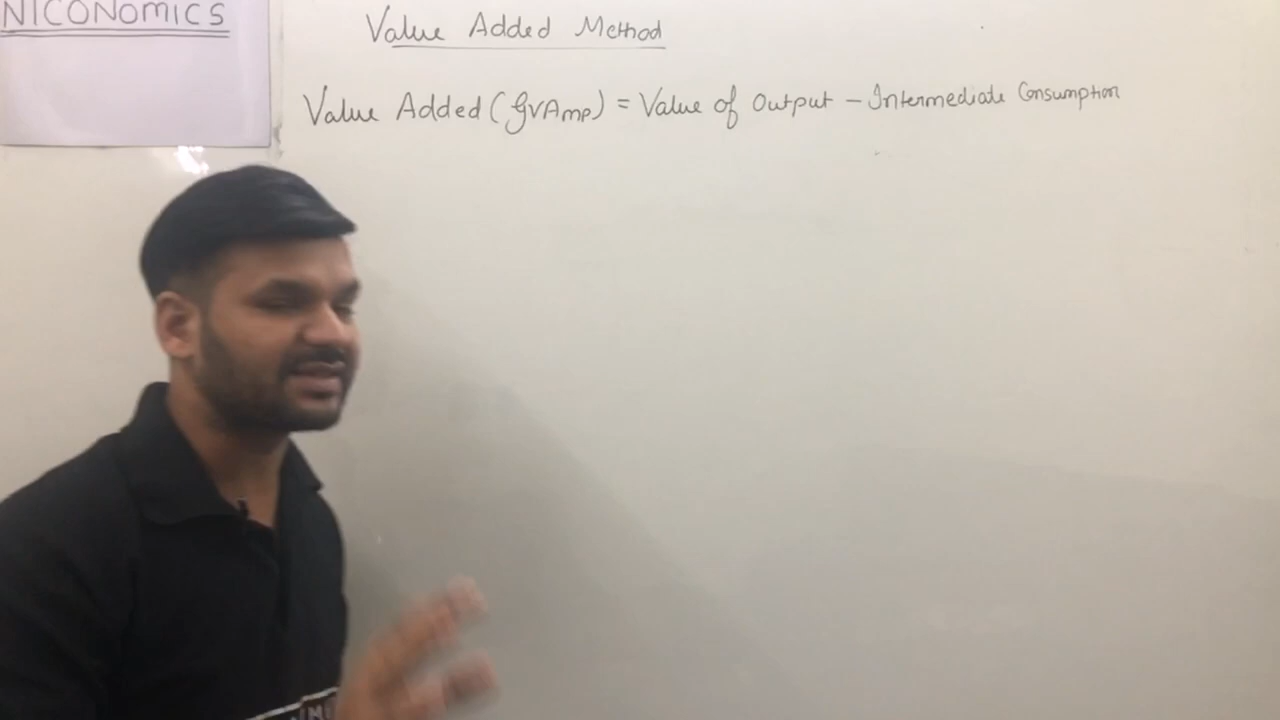 NICONOMICS
Value Added Method
Value Added (GVAMP) = Value of Output - Intermediate Consumption